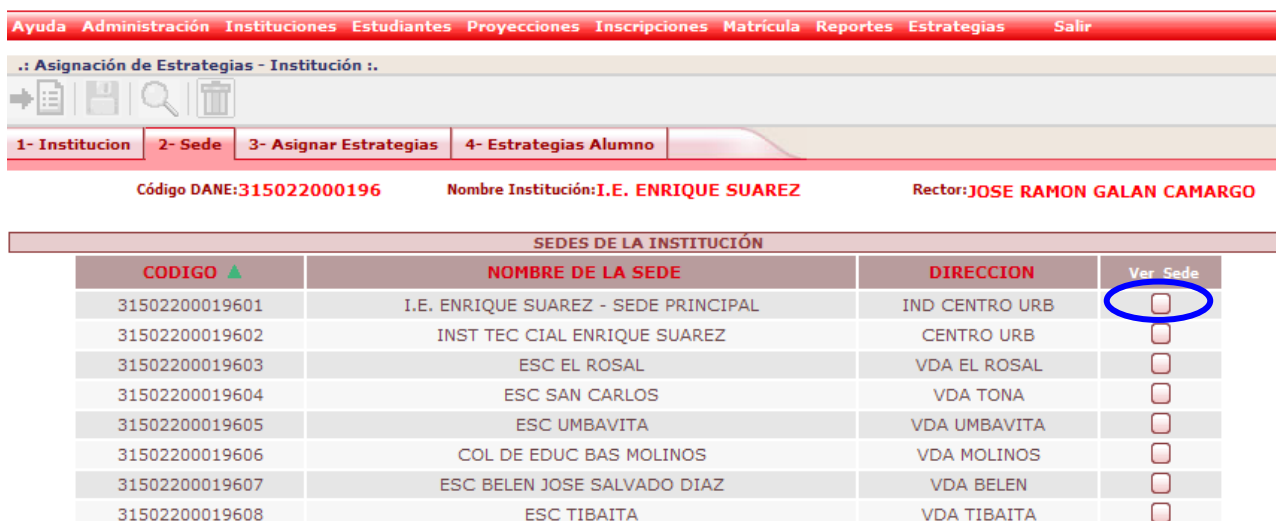 Ayuda Administración Instituciones Estudiantes Proyecciones Inscripciones Matrícula Reportes Estrategias Salir
.: Asignación de Estrategias - Institución :.
1- Institucion 2- Sede 3- Asignar Estrategias 4- Estrategias Alumno
Código DANE:315022000196 Nombre Institución:I.E. ENRIQUE SUAREZ Rector:JOSE RAMON GALAN CAMARGO
SEDES DE LA INSTITUCIÓN
CODIGO NOMBRE DE LA SEDE DIRECCION Ver Sede
31502200019601 I.E. ENRIQUE SUAREZ - SEDE PRINCIPAL IND CENTRO URB
31502200019602 INST TEC CIAL ENRIQUE SUAREZ CENTRO URB
31502200019603 ESC EL ROSAL VDA EL ROSAL
31502200019604 ESC SAN CARLOS VDA TONA
31502200019605 ESC UMBAVITA VDA UMBAVITA
31502200019606 COL DE EDUC BAS MOLINOS VDA MOLINOS
31502200019607 ESC BELEN JOSE SALVADO DIAZ VDA BELEN
31502200019608 ESC TIBAITA VDA TIBAITA